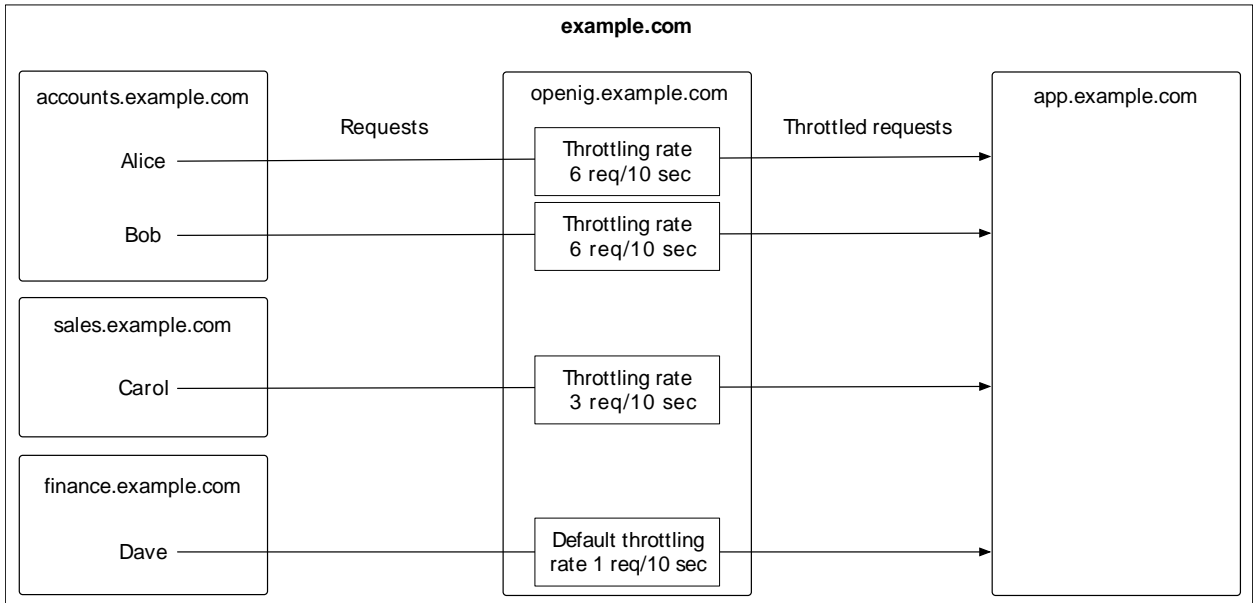 example.com
accounts.example.com
openig.example.com
app.example.com
Requests
Throttled requests
Alice
Throttling rate
6 req/10 sec
Bob
Throttling rate
6 req/10 sec
sales.example.com
Carol
Throttling rate
3 req/10 sec
finance.example.com
Dave
Default throttling
rate 1 req/10 sec